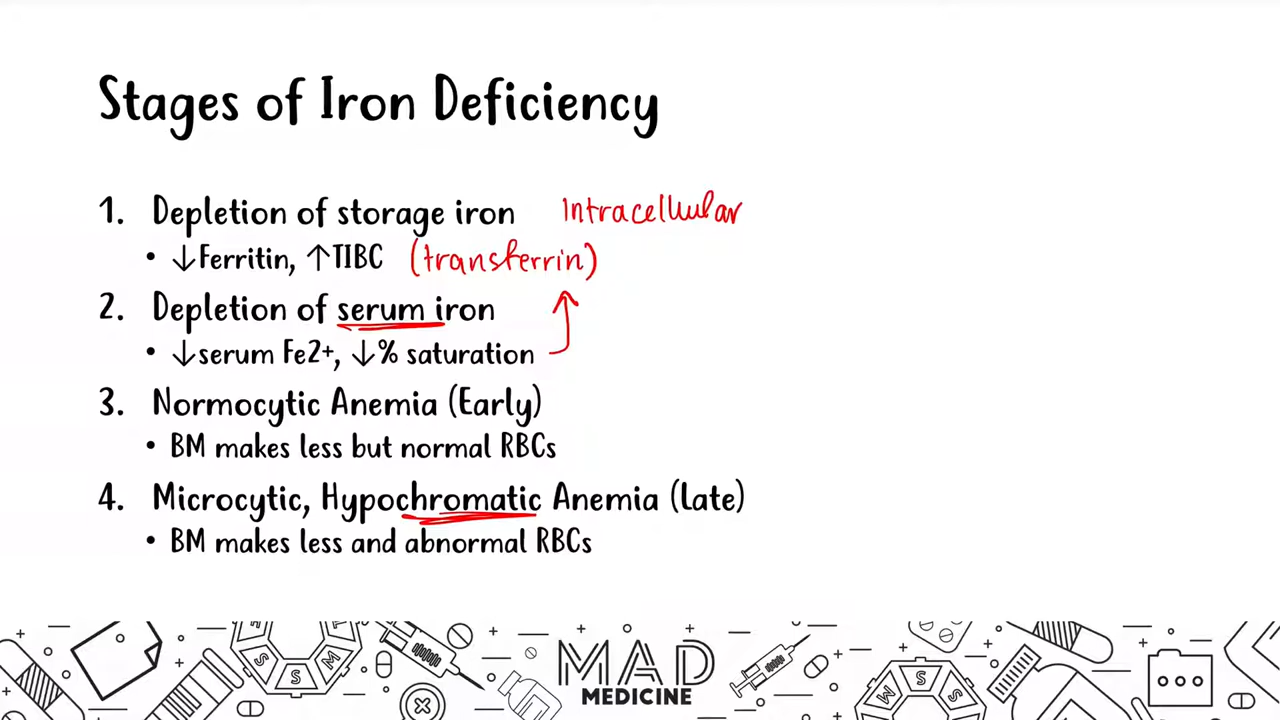 Stages of Iron Deficiency
1. Depletion of storage iron Intracellular
• ↓Ferritin, ↑TIBC (transferrin)
2. Depletion of serum iron
• ↓serum Fe2+, ↓% saturation
3. Normocytic Anemia (Early)
• BM makes less but normal RBCs
4. Microcytic, Hypochromatic Anemia (late)
• BM makes less and abnormal RBCs
MAD
MEDICINE